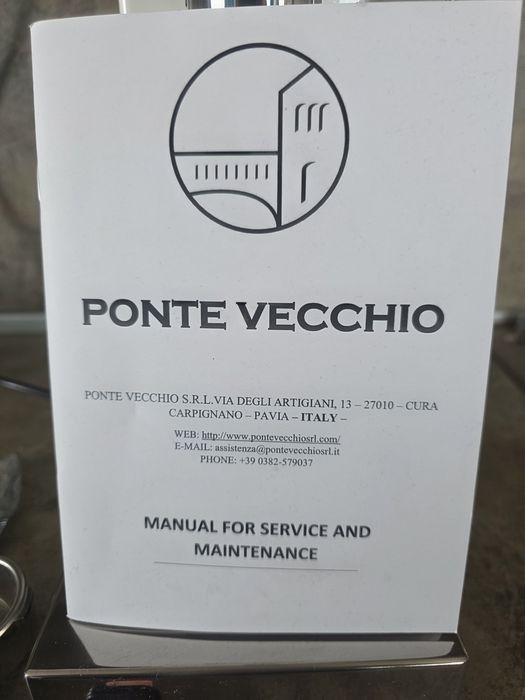 PONTE VECCHIO
PONTE VECCHIO S.R.L.VIA DEGLI ARTIGIANI, 13 – 27010 – CURA
CARPIGNANO – PAVIA – ITALY –
WEB: http://www.pontevecchiosrl.com/
E-MAIL: assistenza@pontevecchiosrl.it
PHONE: +39 0382-579037
MANUAL FOR SERVICE AND
MAINTENANCE